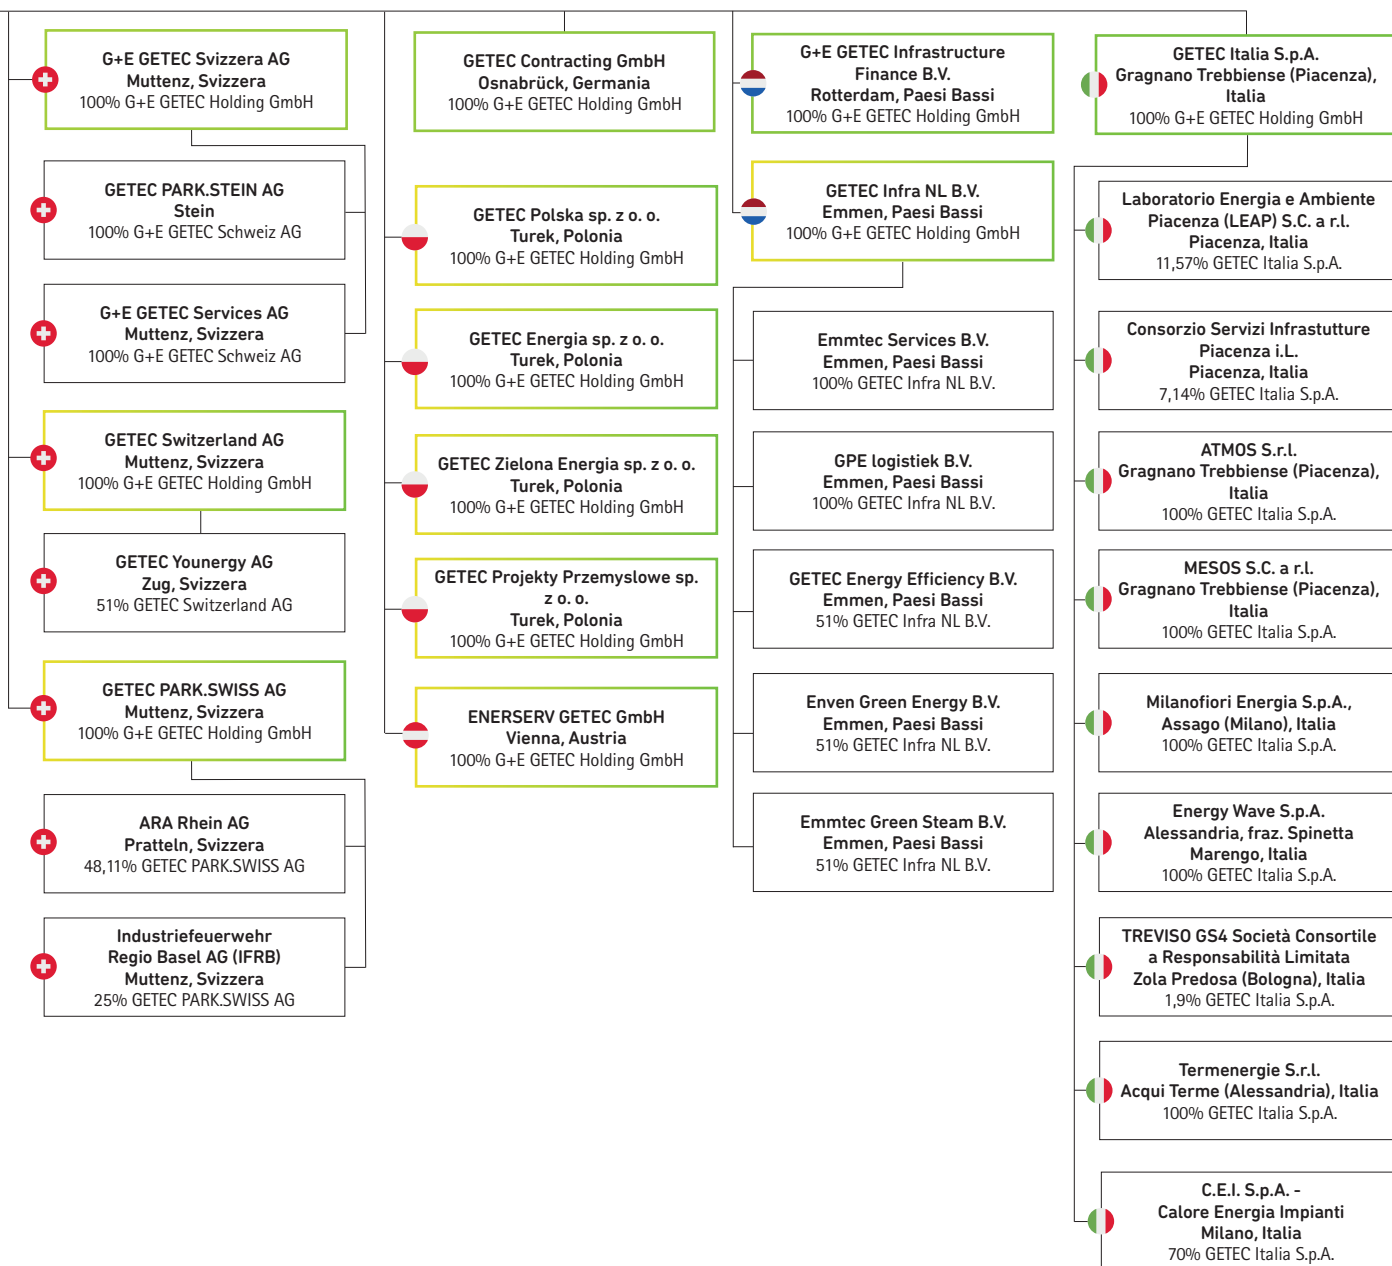 G+E GETEC Svizzera AG
Muttenz, Svizzera
100% G+E GETEC Holding GmbH
GETEC PARK.STEIN AG
Stein
100% G+E GETEC Schweiz AG
G+E GETEC Services AG
Muttenz, Svizzera
100% G+E GETEC Schweiz AG
GETEC Switzerland AG
Muttenz, Svizzera
100% G+E GETEC Holding GmbH
GETEC Younergy AG
Zug, Svizzera
51% GETEC Switzerland AG
GETEC PARK.SWISS AG
Muttenz, Svizzera
100% G+E GETEC Holding GmbH
ARA Rhein AG
Pratteln, Svizzera
48,11% GETEC PARK.SWISS AG
Industriefeuerwehr
Regio Basel AG (IFRB)
Muttenz, Svizzera
25% GETEC PARK.SWISS AG
GETEC Contracting GmbH
Osnabrück, Germania
100% G+E GETEC Holding GmbH
GETEC Polska sp. z o. o.
Turek, Polonia
100% G+E GETEC Holding GmbH
GETEC Energia sp. z o. o.
Turek, Polonia
100% G+E GETEC Holding GmbH
GETEC Zielona Energia sp. z o. o.
Turek, Polonia
100% G+E GETEC Holding GmbH
GETEC Projekty Przemyslowe sp.
z o. o.
Turek, Polonia
100% G+E GETEC Holding GmbH
ENERSERV GETEC GmbH
Vienna, Austria
100% G+E GETEC Holding GmbH
G+E GETEC Infrastructure
Finance B.V.
Rotterdam, Paesi Bassi
100% G+E GETEC Holding GmbH
GETEC Infra NL B.V.
Emmen, Paesi Bassi
100% G+E GETEC Holding GmbH
Emmtec Services B.V.
Emmen, Paesi Bassi
100% GETEC Infra NL B.V.
GPE logistiek B.V.
Emmen, Paesi Bassi
100% GETEC Infra NL B.V.
GETEC Energy Efficiency B.V.
Emmen, Paesi Bassi
51% GETEC Infra NL B.V.
Enven Green Energy B.V.
Emmen, Paesi Bassi
51% GETEC Infra NL B.V.
Emmtec Green Steam B.V.
Emmen, Paesi Bassi
51% GETEC Infra NL B.V.
GETEC Italia S.p.A.
Gragnano Trebbiense (Piacenza),
Italia
100% G+E GETEC Holding GmbH
Laboratorio Energia e Ambiente
Piacenza (LEAP) S.C. a r.l.
Piacenza, Italia
11,57% GETEC Italia S.p.A.
Consorzio Servizi Infrastutture
Piacenza i.L.
Piacenza, Italia
7,14% GETEC Italia S.p.A.
ATMOS S.r.l.
Gragnano Trebbiense (Piacenza),
Italia
100% GETEC Italia S.p.A.
MESOS S.C. a r.l.
Gragnano Trebbiense (Piacenza),
Italia
100% GETEC Italia S.p.A.
Milanofiori Energia S.p.A.,
Assago (Milano), Italia
100% GETEC Italia S.p.A.
Energy Wave S.p.A.
Alessandria, fraz. Spinetta
Marengo, Italia
100% GETEC Italia S.p.A.
TREVISO GS4 Società Consortile
a Responsabilità Limitata
Zola Predosa (Bologna), Italia
1,9% GETEC Italia S.p.A.
Termenergie S.r.l.
Acqui Terme (Alessandria), Italia
100% GETEC Italia S.p.A.
C.E.I. S.p.A. -
Calore Energia Impianti
Milano, Italia
70% GETEC Italia S.p.A.